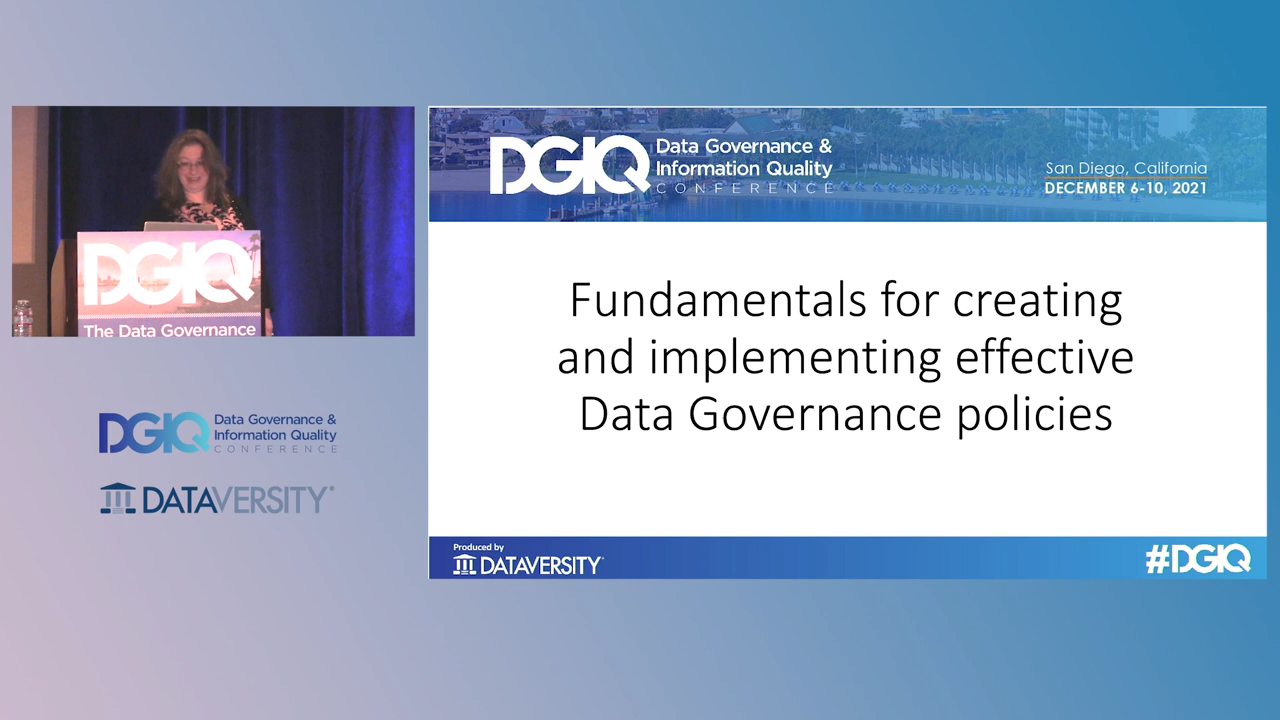 DGIQ
The Data Governance
DGIQ
Data Governance &
Information Quality
CONFERENCE
DATAVERSITY
DGIQ
Data Governance &
Information Quality
CONFERENCE
San Diego, California
DECEMBER 6-10, 2021
Fundamentals for creating
and implementing effective
Data Governance policies
Produced by
DATAVERSITY
#DGIQ